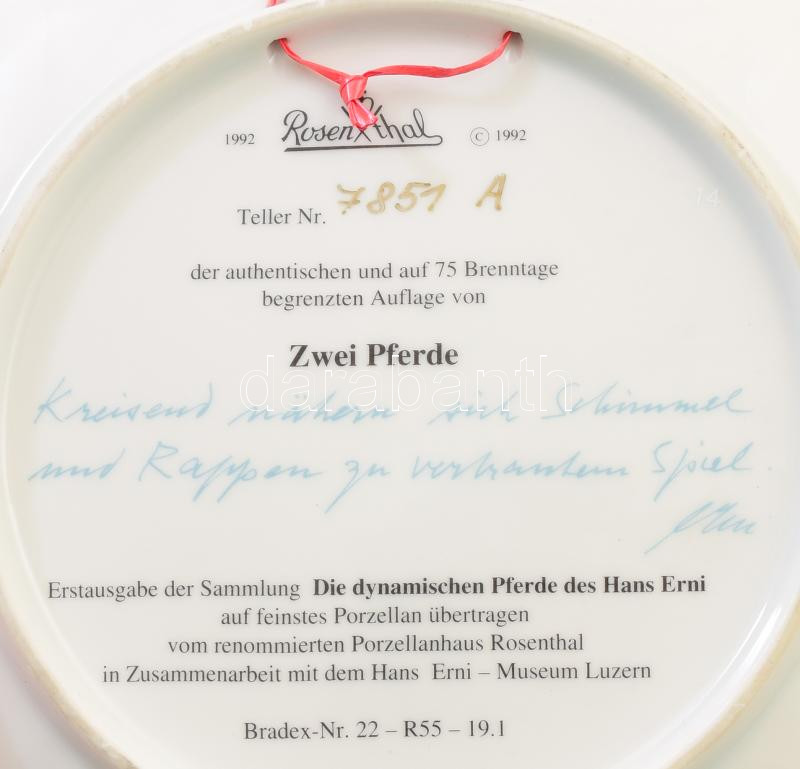 1992 Rosenthal © 1992
Teller Nr. 7851 A
14
der authentischen und auf 75 Brenntage
begrenzten Auflage von
Zwei Pferde
darabanth
Kreisend nähern sich Schimmel
und Rappen zu vertrautem Spiel.
Erni
Erstausgabe der Sammlung Die dynamischen Pferde des Hans Erni
auf feinstes Porzellan übertragen
vom renommierten Porzellanhaus Rosenthal
in Zusammenarbeit mit dem Hans Erni – Museum Luzern
Bradex-Nr. 22 – R55 – 19.1